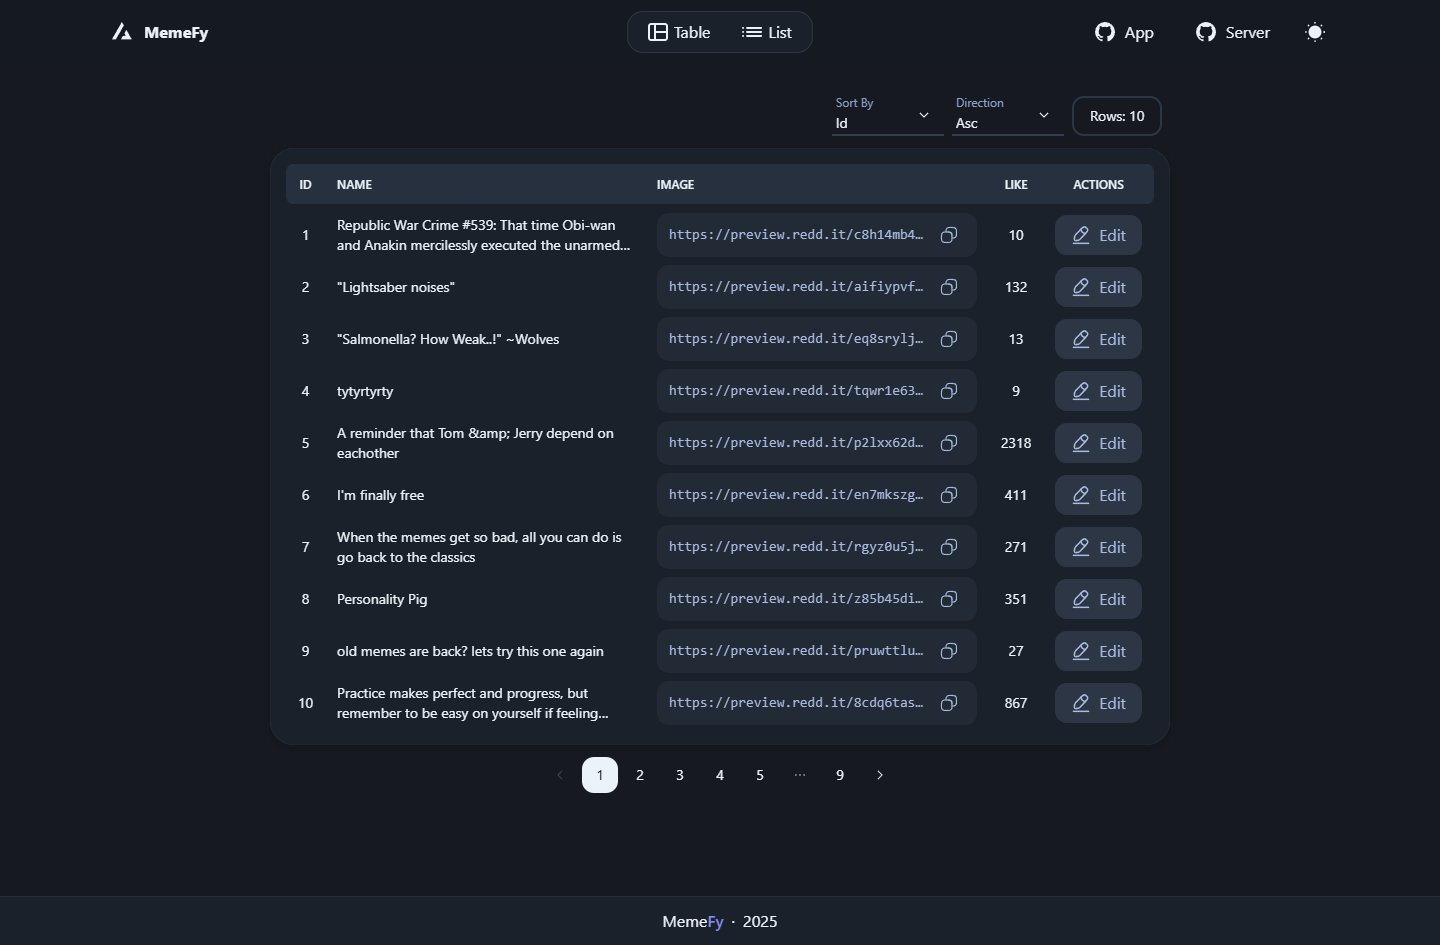 MemeFy
Table
List
App
Server
Sort By
Id
Direction
Asc
Rows: 10
ID NAME IMAGE LIKE ACTIONS
1
Republic War Crime #539: That time Obi-wan
and Anakin mercilessly executed the unarmed...
https://preview.redd.it/c8h14mb4…
10
Edit
2
"Lightsaber noises"
https://preview.redd.it/aifiypvf…
132
Edit
3
"Salmonella? How Weak..!" ~Wolves
https://preview.redd.it/eq8srylj…
13
Edit
4
tytyrtyrty
https://preview.redd.it/tqwr1e63…
9
Edit
5
A reminder that Tom &amp; Jerry depend on
eachother
https://preview.redd.it/p2lxx62d…
2318
Edit
6
I'm finally free
https://preview.redd.it/en7mkszg…
411
Edit
7
When the memes get so bad, all you can do is
go back to the classics
https://preview.redd.it/rgyz0u5j…
271
Edit
8
Personality Pig
https://preview.redd.it/z85b45di…
351
Edit
9
old memes are back? lets try this one again
https://preview.redd.it/pruwttlu…
27
Edit
10
Practice makes perfect and progress, but
remember to be easy on yourself if feeling...
https://preview.redd.it/8cdq6tas…
867
Edit
1 2 3 4 5 ... 9
MemeFy · 2025